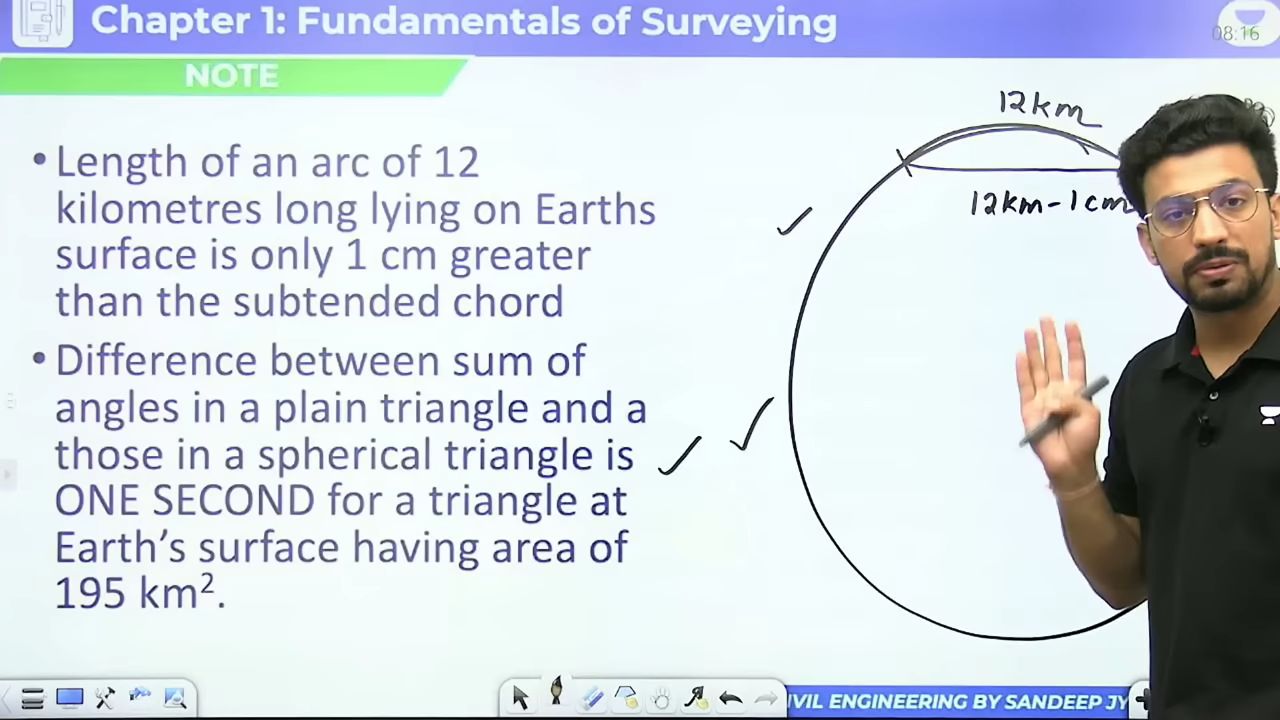 Chapter 1: Fundamentals of Surveying
08:16
NOTE
12km
• Length of an arc of 12
kilometres long lying on Earths
surface is only 1 cm greater
than the subtended chord
12km-1cm
• Difference between sum of
angles in a plain triangle and a
those in a spherical triangle is
ONE SECOND for a triangle at
Earth's surface having area of
195 km².
IVIL ENGINEERING BY SANDEEP JY